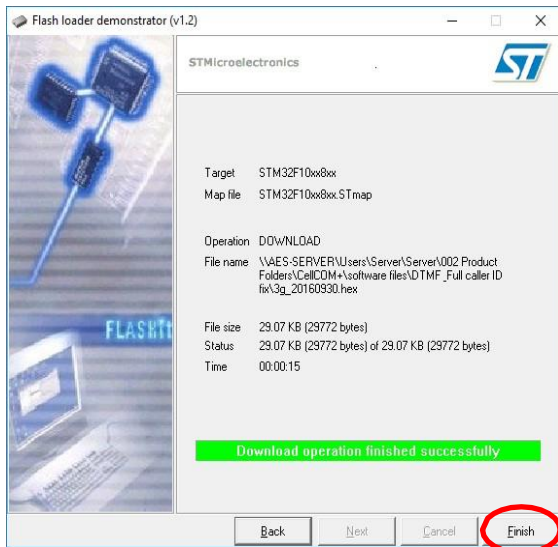 Flash loader demonstrator (v1.2)
STMicroelectronics
ST
Target STM32F10xx8xx
Map file STM32F10xx8xx.STmap
Operation DOWNLOAD
File name \\AES-SERVER\Users\Server\Server\002 Product
Folders\CellCOM+\software files\DTMF_Full caller ID
fix\3g_20160930.hex
File size 29.07 KB (29772 bytes)
Status 29.07 KB (29772 bytes) of 29.07 KB (29772 bytes)
Time 00:00:15
FLASHIt
Download operation finished successfully
Back Next Cancel Finish